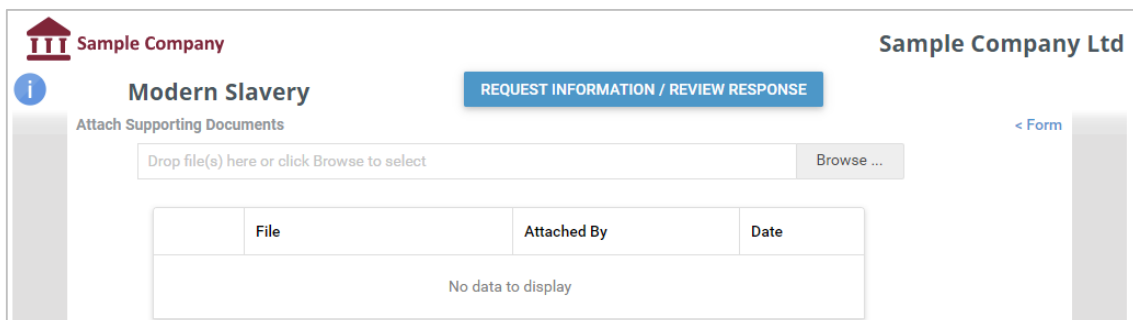 Sample Company
Sample Company Ltd
i
Modern Slavery
REQUEST INFORMATION / REVIEW RESPONSE
Attach Supporting Documents
< Form
Drop file(s) here or click Browse to select
Browse ...
File
Attached By
Date
No data to display